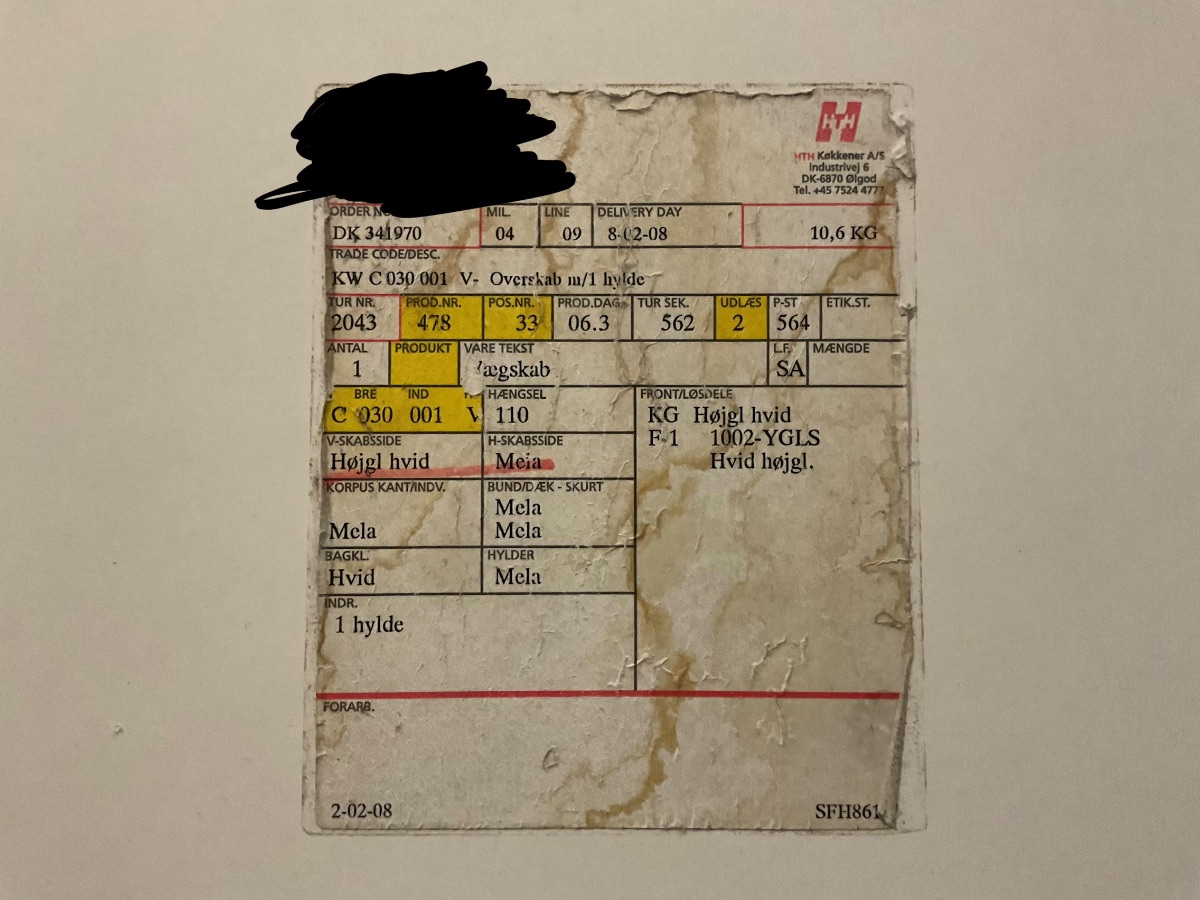 HTH
HTH Køkkener A/S
Industrivej 6
DK-6870 Ølgod
Tel. +45 7524 4777
ORDER MIL. LINE DELIVERY DAY
DK 341970 04 09 10,6 KG
TRADE CODE/DESC.
KW C 030 001 V- Overskab m/1 hylde
TUR NR. PROD.NR. POS.NR. PROD.DAG TUR SEK. UDLÆS P-ST ETIK.ST.
2043 478 33 06.3 562 2 564
ANTAL PRODUKT VARE TEKST L.F. MÆNGDE
1 ægskab SA
BRE IND HÆNGSEL FRONT/LØSDELE
C 030 001 V 110 KG Højgl hvid
F-1 1002-YGLS
V-SKABSSIDE H-SKABSSIDE
Højgl hvid Mela Hvid højgl.
KORPUS KANT/INDV. BUND/DÆK - SKURT
Mela
Mela Mela
BAGKL. HYLDER
Hvid Mela
INDR.
1 hylde
FORARB.
2-02-08 SFH861